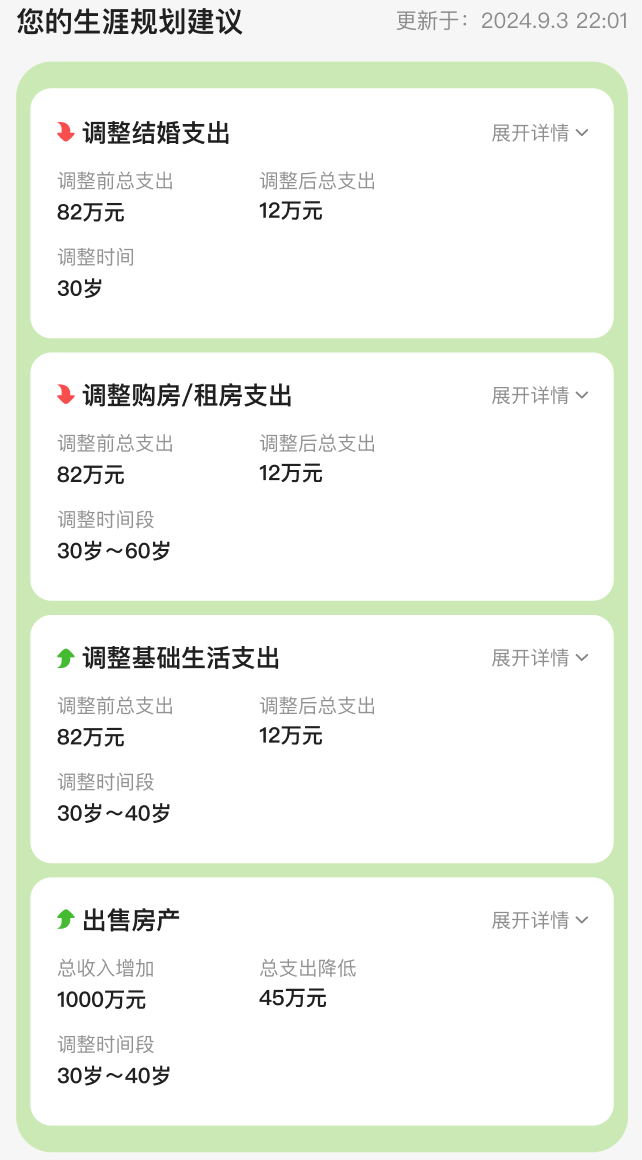 您的生涯规划建议 更新于：2024.9.3 22:01
调整结婚支出 展开详情
调整前总支出 调整后总支出
82万元 12万元
调整时间
30岁
调整购房/租房支出 展开详情
调整前总支出 调整后总支出
82万元 12万元
调整时间段
30岁～60岁
调整基础生活支出 展开详情
调整前总支出 调整后总支出
82万元 12万元
调整时间段
30岁～40岁
出售房产 展开详情
总收入增加 总支出降低
1000万元 45万元
调整时间段
30岁～40岁